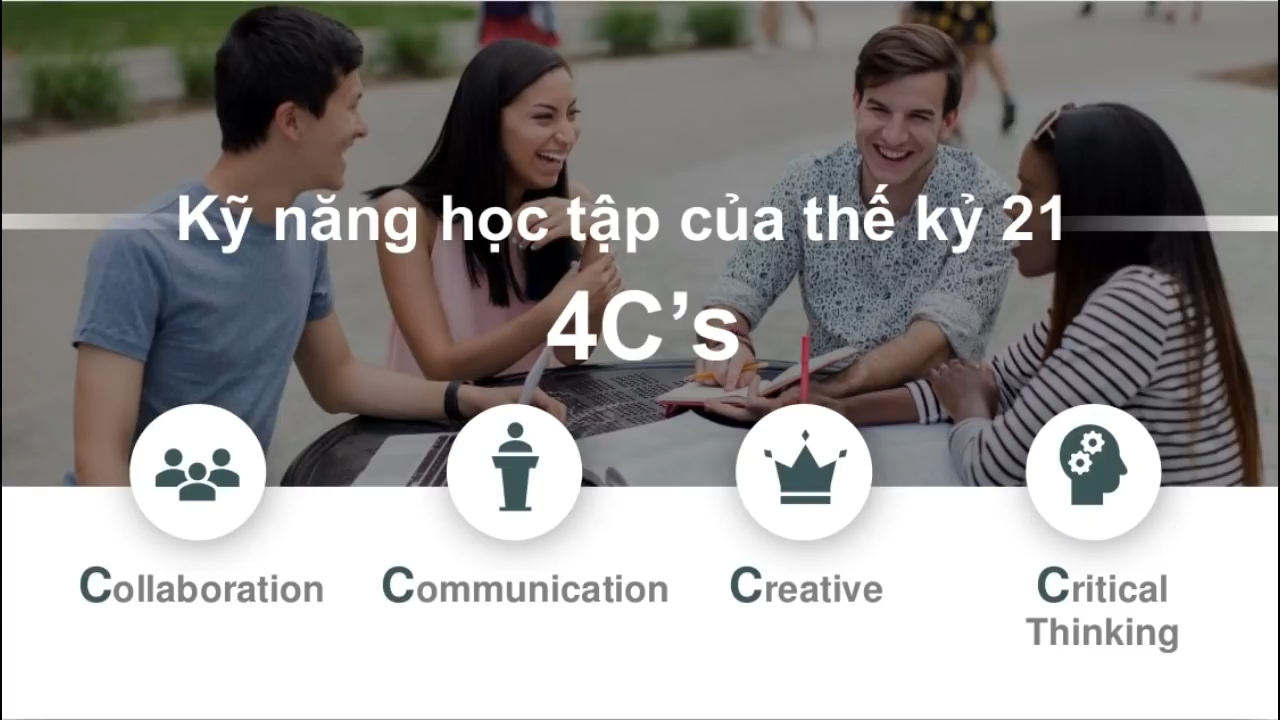 Kỹ năng học tập của thế kỷ 21
4C’s
Collaboration
Communication
Creative
Critical
Thinking